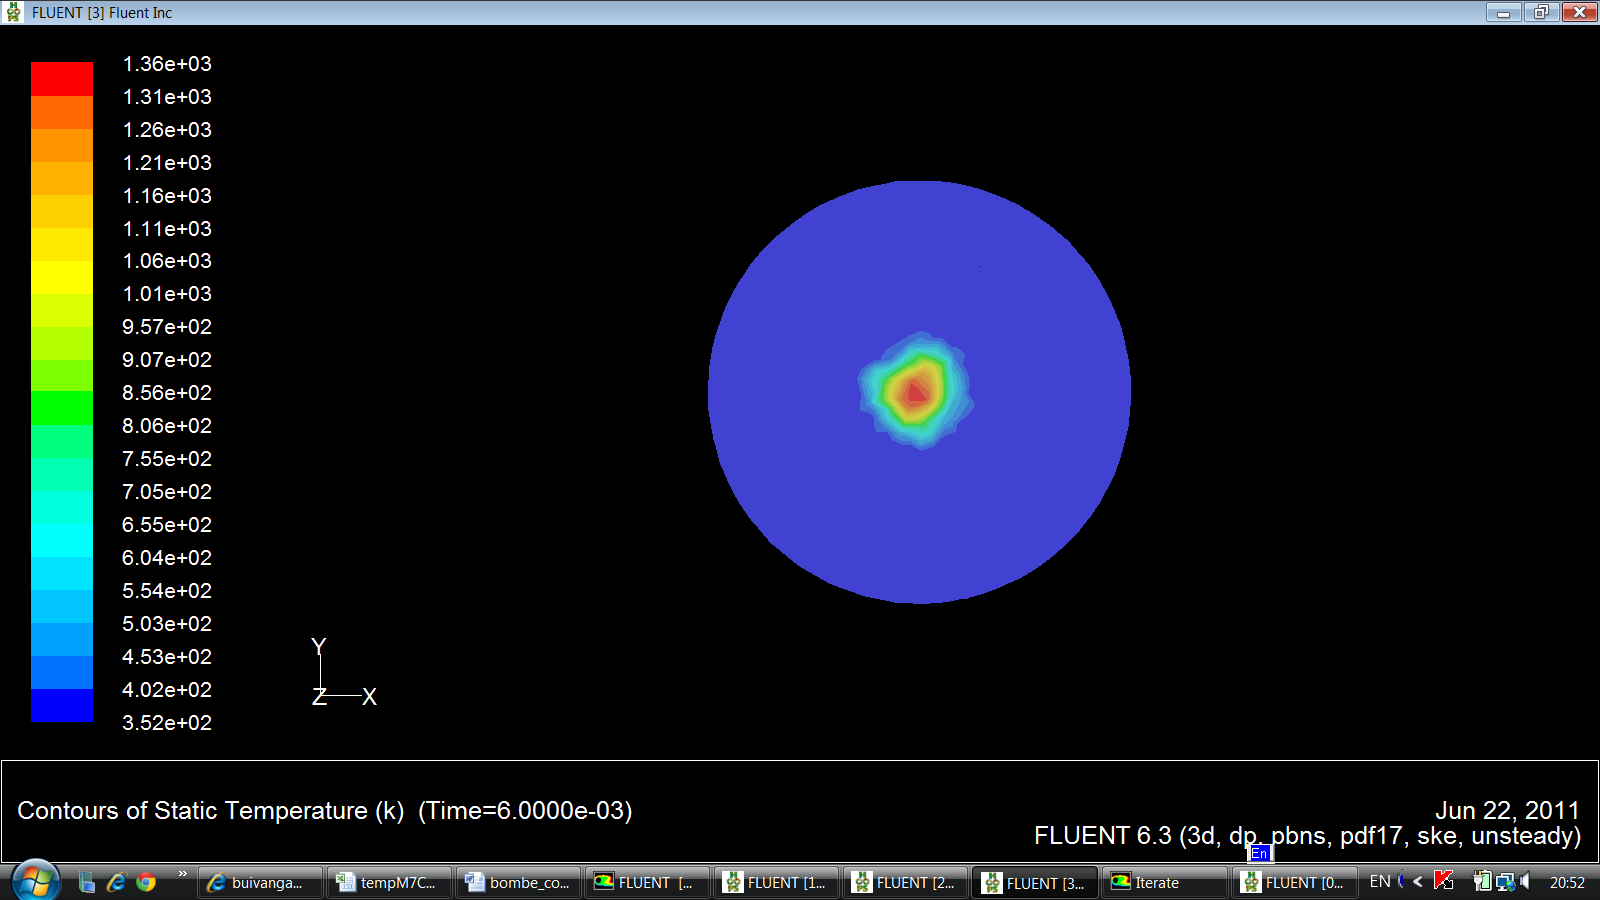 FLUENT [3] Fluent Inc
1.36e+03
1.31e+03
1.26e+03
1.21e+03
1.16e+03
1.11e+03
1.06e+03
1.01e+03
9.57e+02
9.07e+02
8.56e+02
8.06e+02
7.55e+02
7.05e+02
6.55e+02
6.04e+02
5.54e+02
5.03e+02
4.53e+02
4.02e+02
3.52e+02
Y
Z X
Contours of Static Temperature (k) (Time=6.0000e-03)
Jun 22, 2011
FLUENT 6.3 (3d, dp, pbns, pdf17, ske, unsteady)
En
buivanga... tempM7C... bombe_co... FLUENT [... FLUENT [1... FLUENT [2... FLUENT [3... Iterate FLUENT [0... EN 20:52